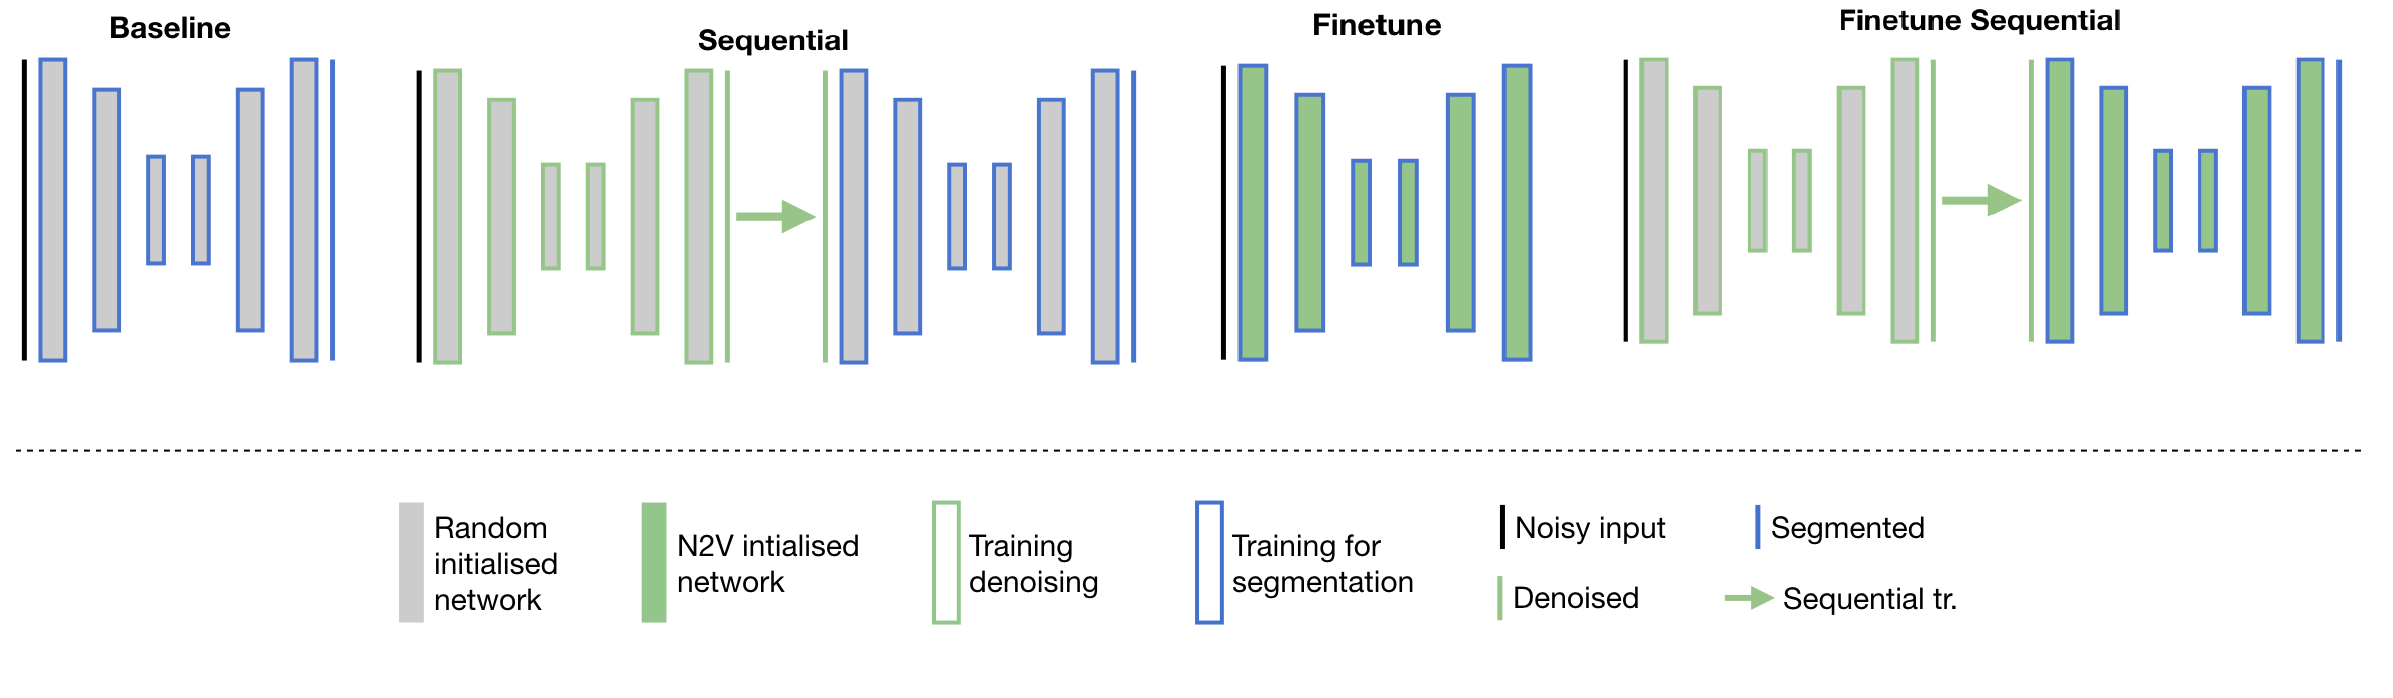 Baseline
Sequential
Finetune
Finetune Sequential
Random
initialised
network
N2V intialised
network
Training
denoising
Training for
segmentation
Noisy input
Segmented
Denoised
Sequential tr.